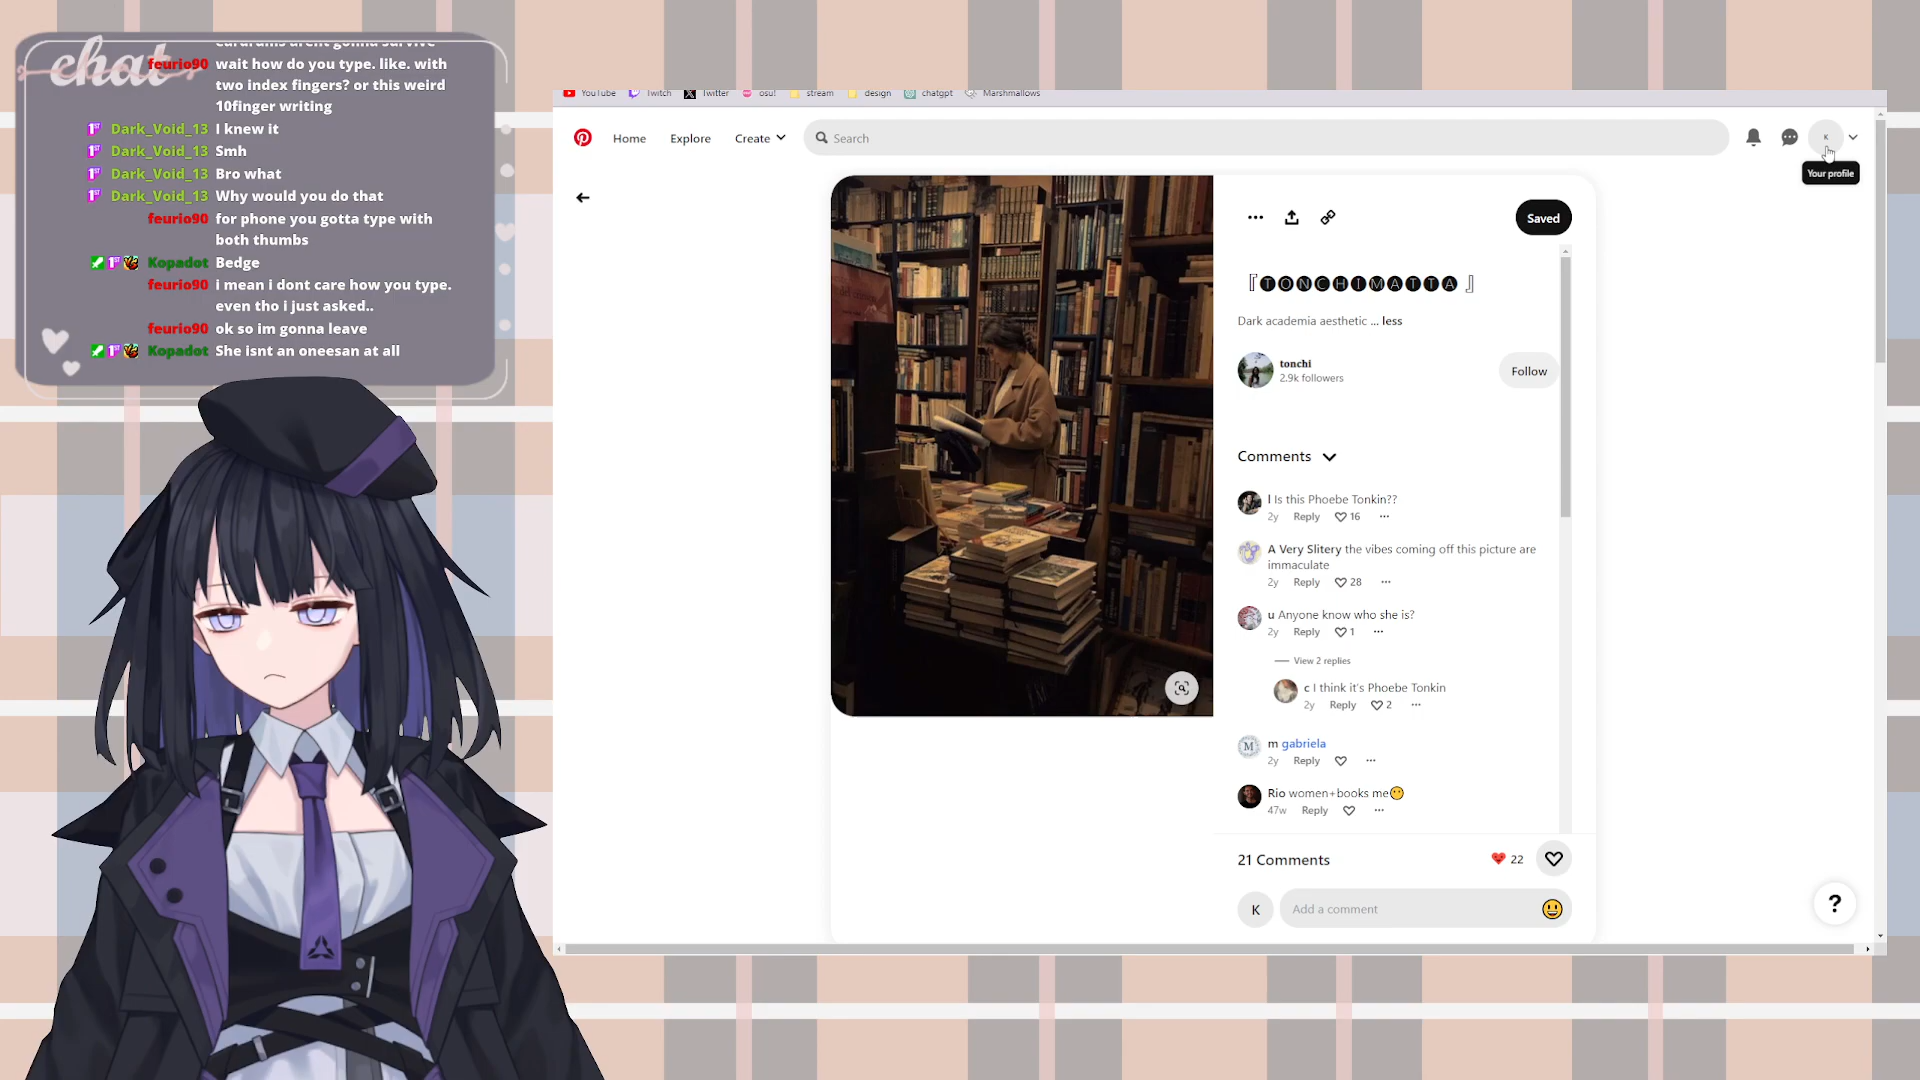 chat
feurio90 wait how do you type. like. with
two index fingers? or this weird
10finger writing
Dark_Void_13 I knew it
Dark_Void_13 Smh
Dark_Void_13 Bro what
Dark_Void_13 Why would you do that
feurio90 for phone you gotta type with
both thumbs
Kopadot Bedge
feurio90 i mean i dont care how you type.
even tho i just asked..
feurio90 ok so im gonna leave
Kopadot She isnt an oneesan at all
YouTube Twitch Twitter osu! stream design chatgpt Marshmallows
Home Explore Create Search K
Your profile
Saved
『🅣🅞🅝🅒🅗🅘🅜🅐🅣🅣🅐 』
Dark academia aesthetic ... less
tonchi
2.9k followers
Follow
Comments
l Is this Phoebe Tonkin??
2y Reply 16 ...
A Very Slitery the vibes coming off this picture are
immaculate
2y Reply 28 ...
u Anyone know who she is?
2y Reply 1 ...
View 2 replies
c I think it's Phoebe Tonkin
2y Reply 2 ...
m gabriela
2y Reply ...
Rio women+books me😶
47w Reply ...
21 Comments 22
K Add a comment
?